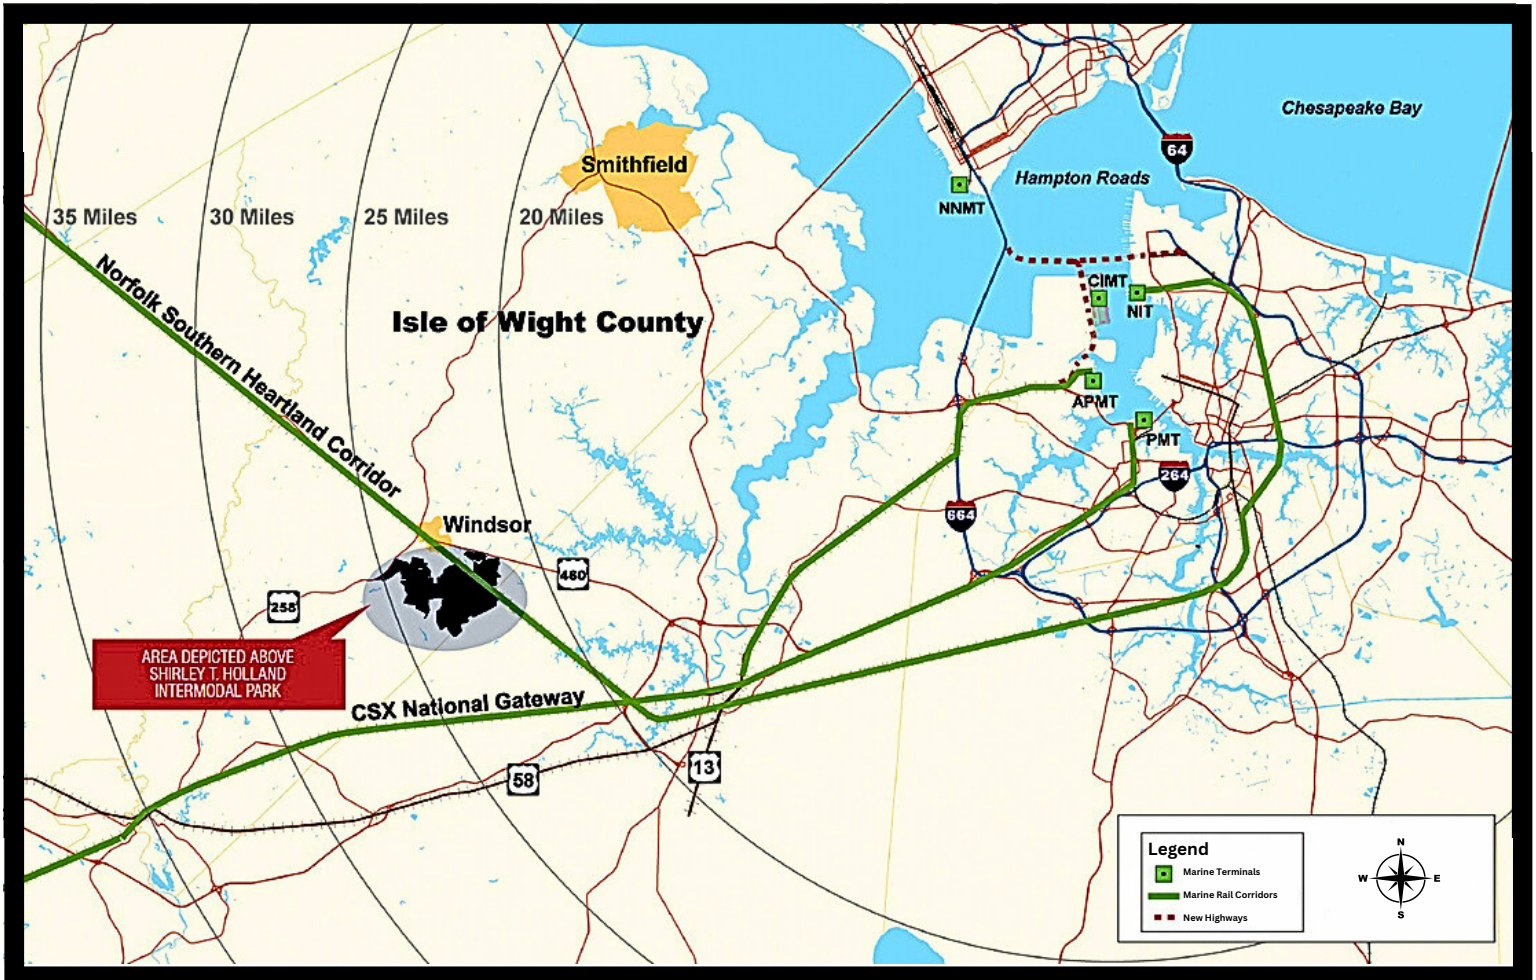 Chesapeake Bay
64
Smithfield
Hampton Roads
NNMT
35 Miles
30 Miles
25 Miles
20 Miles
Norfolk Southern Heartland Corridor
CIMT
NIT
Isle of Wight County
APMT
PMT
264
664
Windsor
460
258
AREA DEPICTED ABOVE
SHIRLEY T. HOLLAND
INTERMODAL PARK
CSX National Gateway
58
13
Legend
Marine Terminals
Marine Rail Corridors
New Highways
N
W
E
S